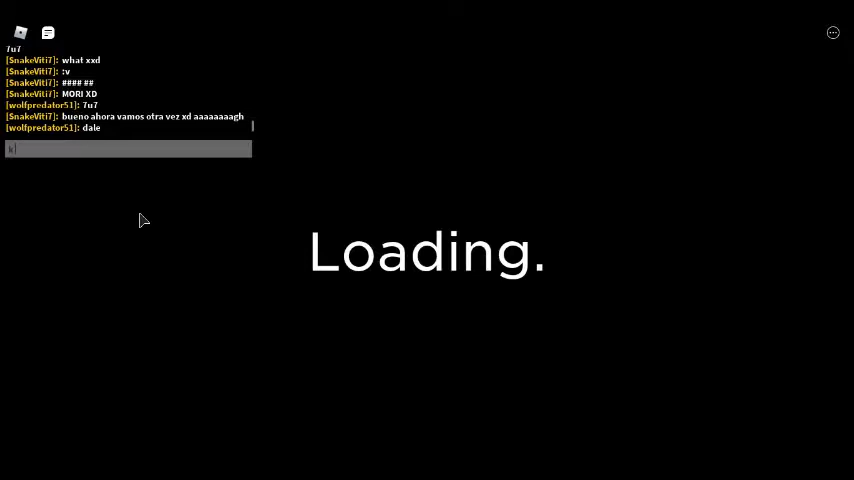 7u7
[SnakeViti7]: what xxd
[SnakeViti7]: :v
[SnakeViti7]: #### ##
[SnakeViti7]: MORI XD
[wolfpredator51]: 7u7
[SnakeViti7]: bueno ahora vamos otra vez xd aaaaaaagh
[wolfpredator51]: dale
Loading.